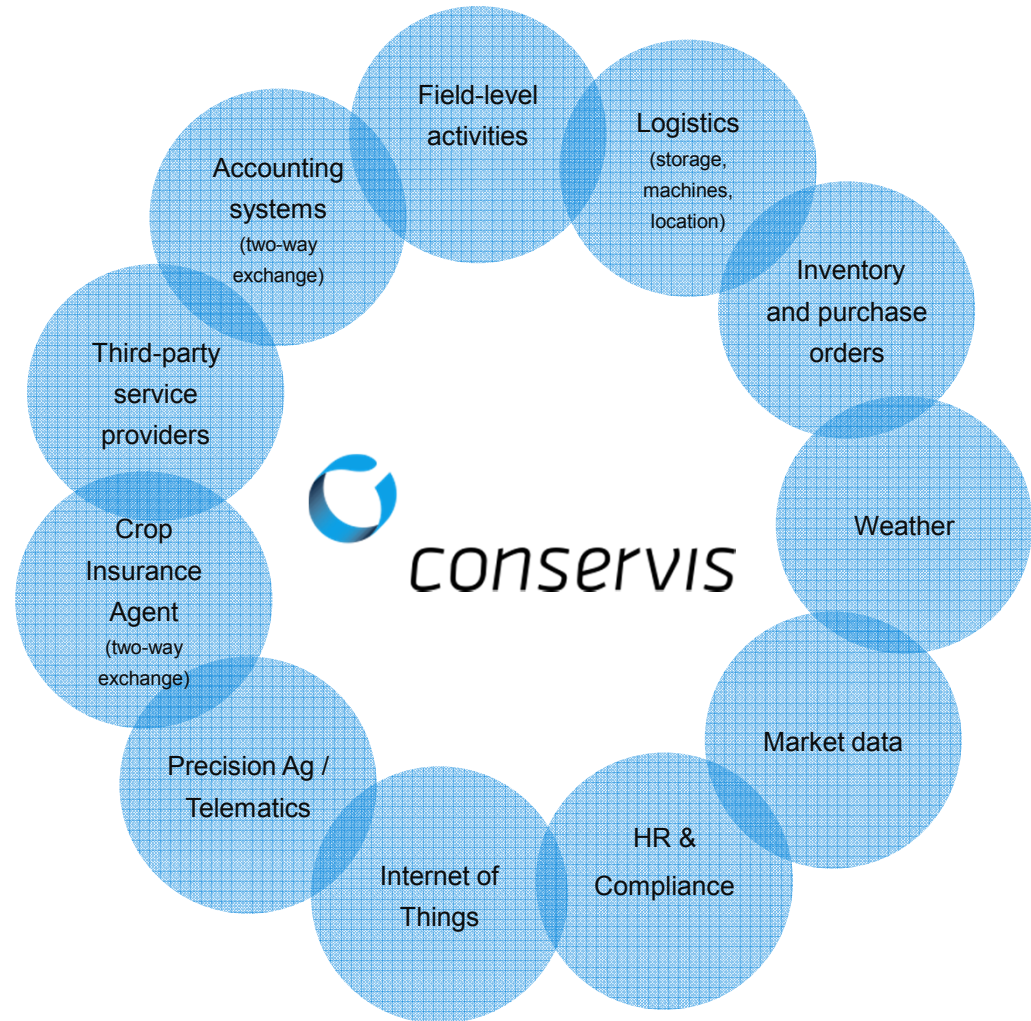 Field-level
activities
Logistics
(storage,
machines,
location)
Inventory
and purchase
orders
Weather
Market data
HR &
Compliance
Internet of
Things
Precision Ag /
Telematics
Crop
Insurance
Agent
(two-way
exchange)
Third-party
service
providers
Accounting
systems
(two-way
exchange)
conservis